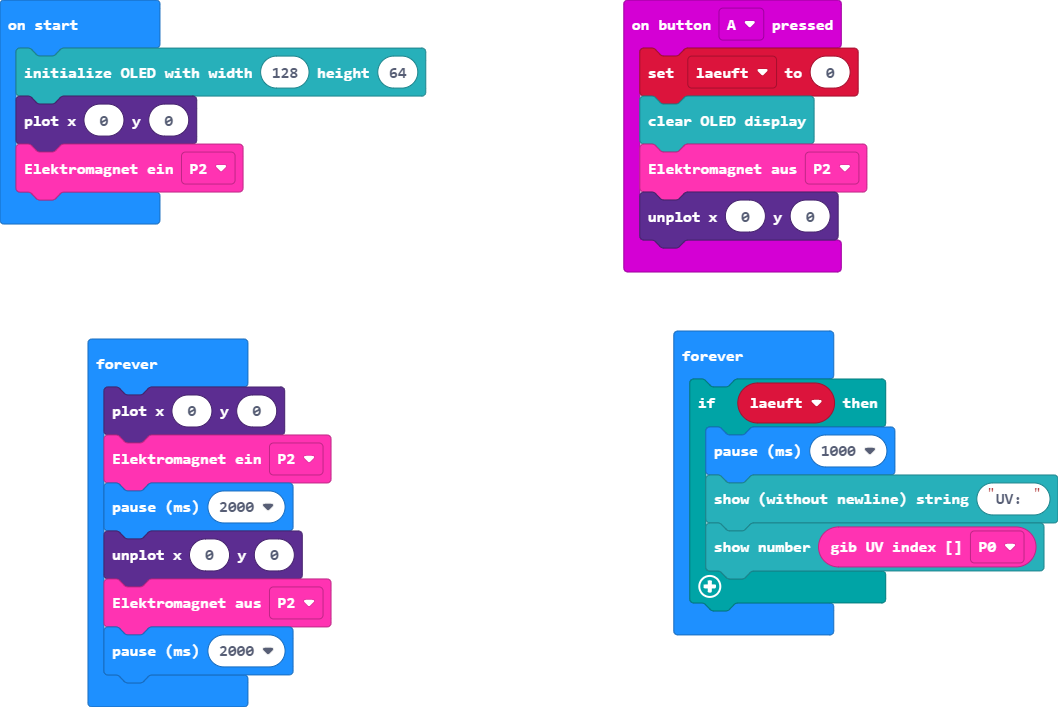 on start
initialize OLED with width 128 height 64
plot x 0 y 0
Elektromagnet ein P2
on button A pressed
set laeuft to 0
clear OLED display
Elektromagnet aus P2
unplot x 0 y 0
forever
plot x 0 y 0
Elektromagnet ein P2
pause (ms) 2000
unplot x 0 y 0
Elektromagnet aus P2
pause (ms) 2000
forever
if laeuft then
pause (ms) 1000
show (without newline) string "UV: "
show number gib UV index [] P0